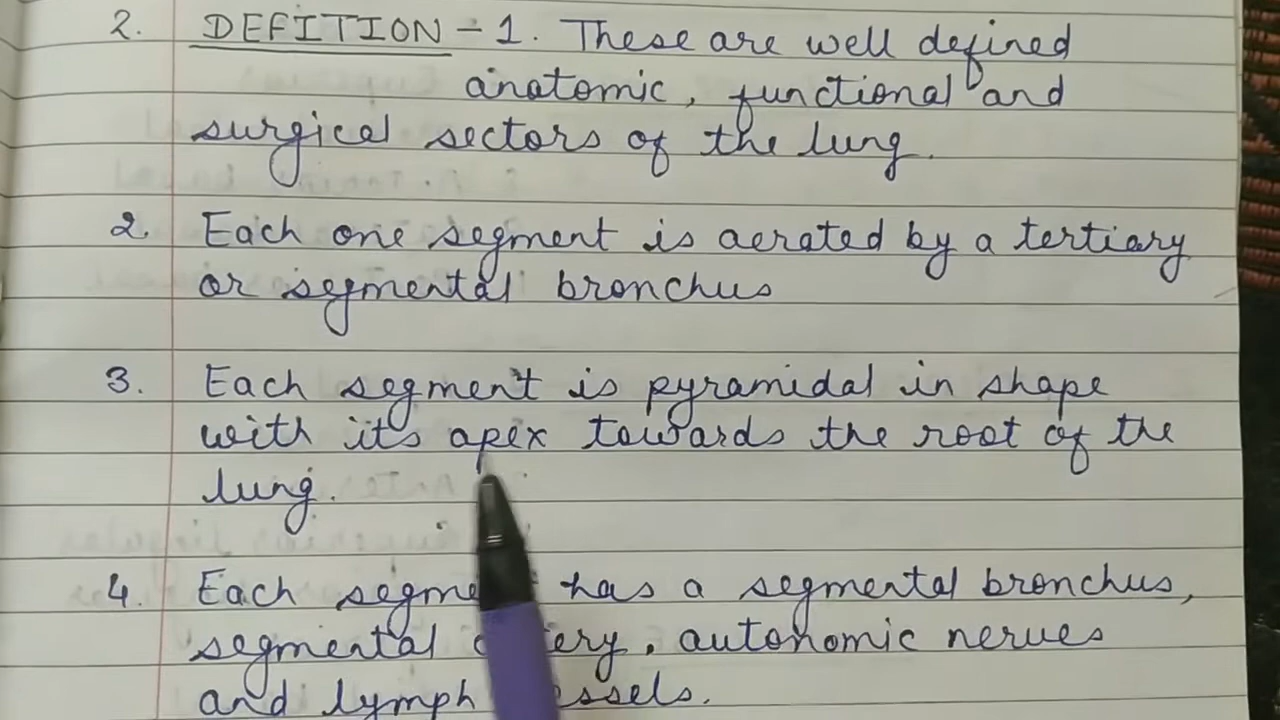 2. DEFITION - 1. These are well defined
anatomic, functional and
surgical sectors of the lung.
2. Each one segment is aerated by a tertiary
or segmental bronchus
3. Each segment is pyramidal in shape
with its apex towards the root of the
lung.
4. Each has a segmental bronchus,
segmental autonomic nerves
and lymph